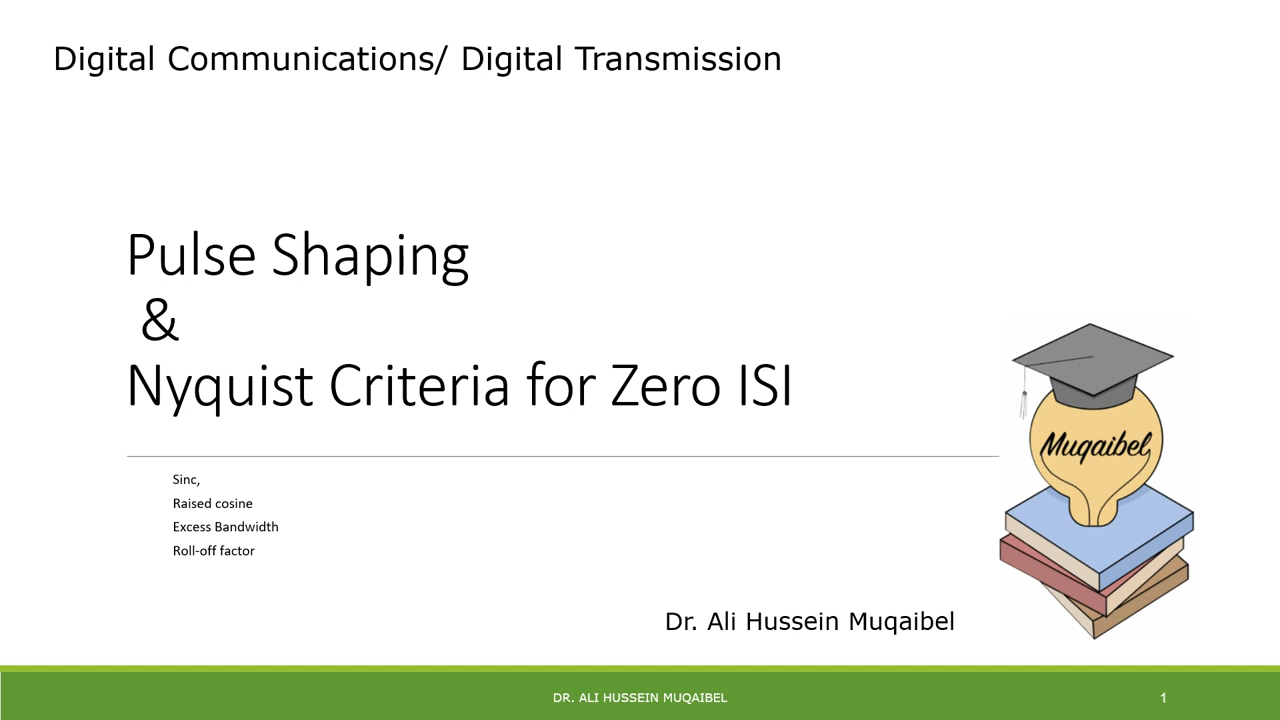 Digital Communications/ Digital Transmission
Pulse Shaping
&
Nyquist Criteria for Zero ISI
Muqaibel
Sinc,
Raised cosine
Excess Bandwidth
Roll-off factor
Dr. Ali Hussein Muqaibel
DR. ALI HUSSEIN MUQAIBEL
1